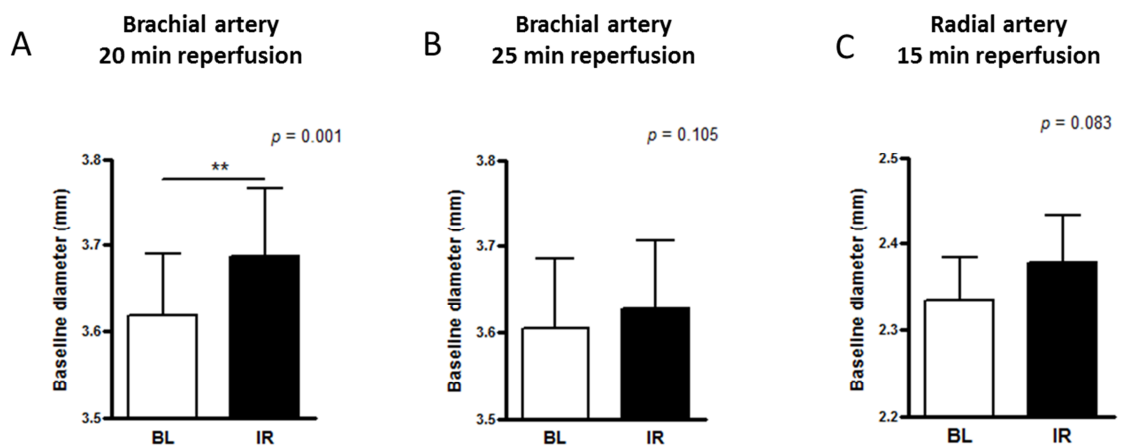 A
Brachial artery
20 min reperfusion
p = 0.001
**
3.8
3.7
3.6
3.5
Baseline diameter (mm)
BL
IR
B
Brachial artery
25 min reperfusion
p = 0.105
3.8
3.7
3.6
3.5
Baseline diameter (mm)
BL
IR
C
Radial artery
15 min reperfusion
p = 0.083
2.5
2.4
2.3
2.2
Baseline diameter (mm)
BL
IR